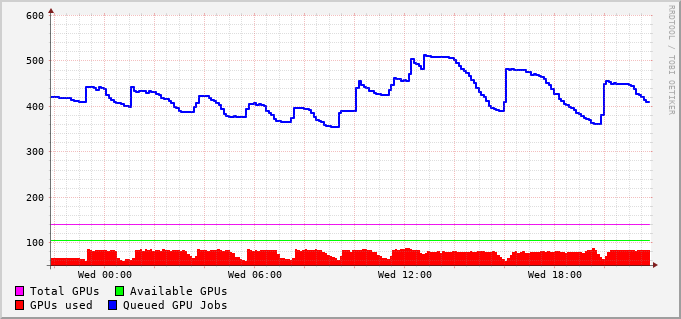 600
500
400
300
200
100
Wed 00:00 Wed 06:00 Wed 12:00 Wed 18:00
Total GPUs Available GPUs
GPUs used Queued GPU Jobs
RRDTOOL / TOBI OETIKER